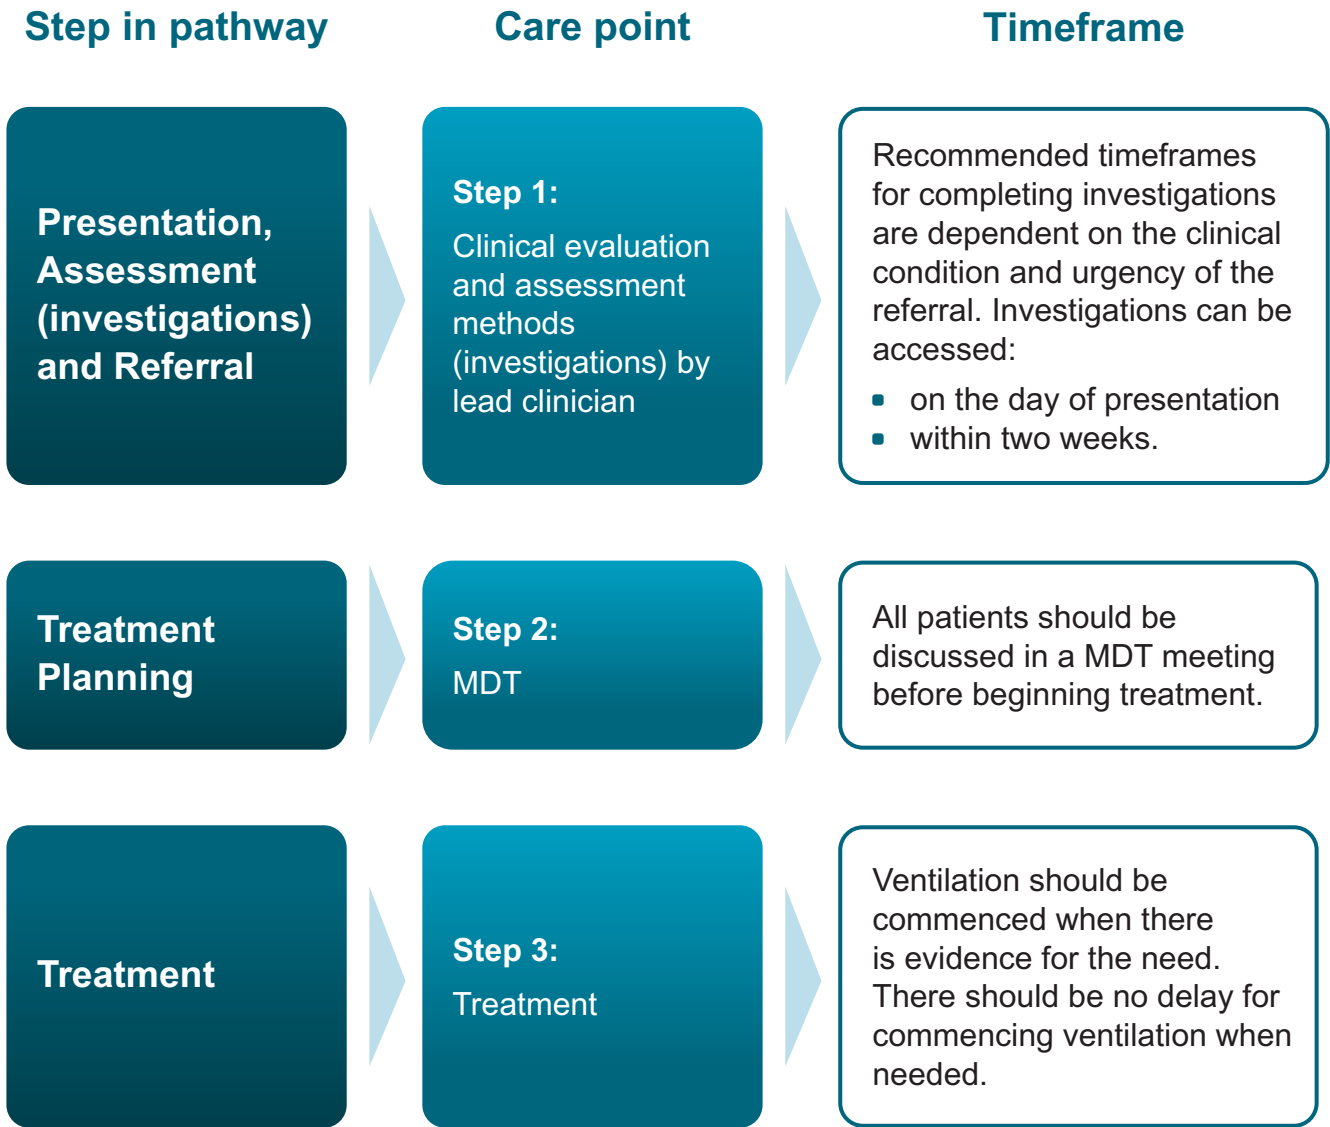 Step in pathway
Care point
Timeframe
Presentation,
Assessment
(investigations)
and Referral
Step 1:
Clinical evaluation
and assessment
methods
(investigations) by
lead clinician
Recommended timeframes
for completing investigations
are dependent on the clinical
condition and urgency of the
referral. Investigations can be
accessed:
▪ on the day of presentation
▪ within two weeks.
Treatment
Planning
Step 2:
MDT
All patients should be
discussed in a MDT meeting
before beginning treatment.
Treatment
Step 3:
Treatment
Ventilation should be
commenced when there
is evidence for the need.
There should be no delay for
commencing ventilation when
needed.